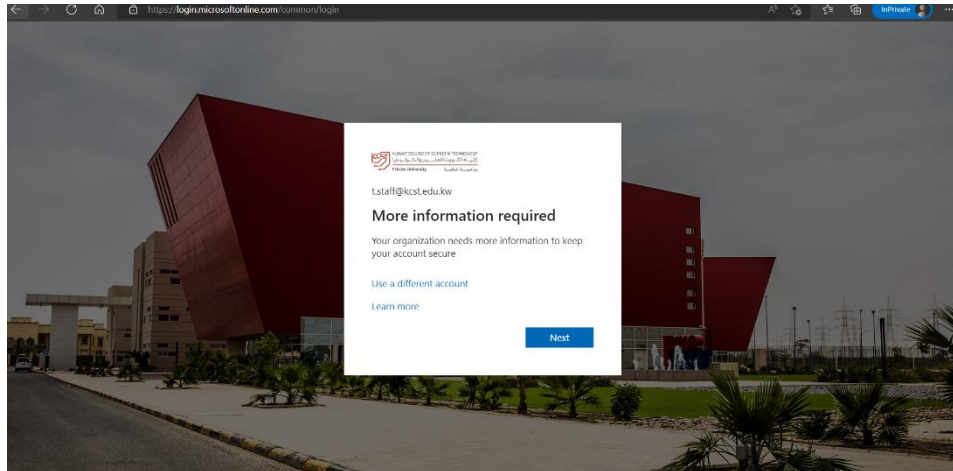 https://login.microsoftonline.com/common/login
InPrivate
KUWAIT COLLEGE OF SCIENCE & TECHNOLOGY
Private University
t.staff@kcst.edu.kw
More information required
Your organization needs more information to keep
your account secure
Use a different account
Learn more
Next